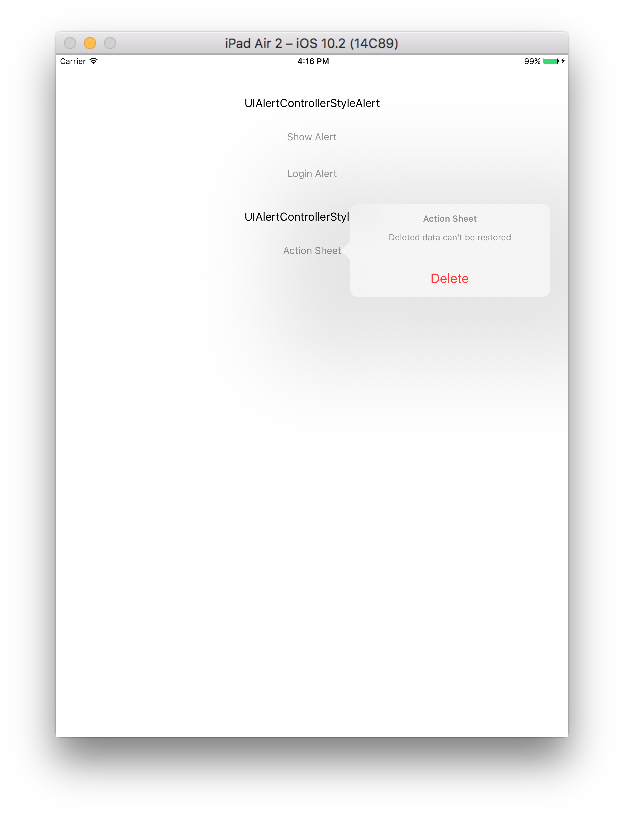 iPad Air 2 – iOS 10.2 (14C89)
Carrier 4:16 PM 99%
UIAlertControllerStyleAlert
Show Alert
Login Alert
UIAlertControllerStyl
Action Sheet
Action Sheet
Deleted data can't be restored
Delete